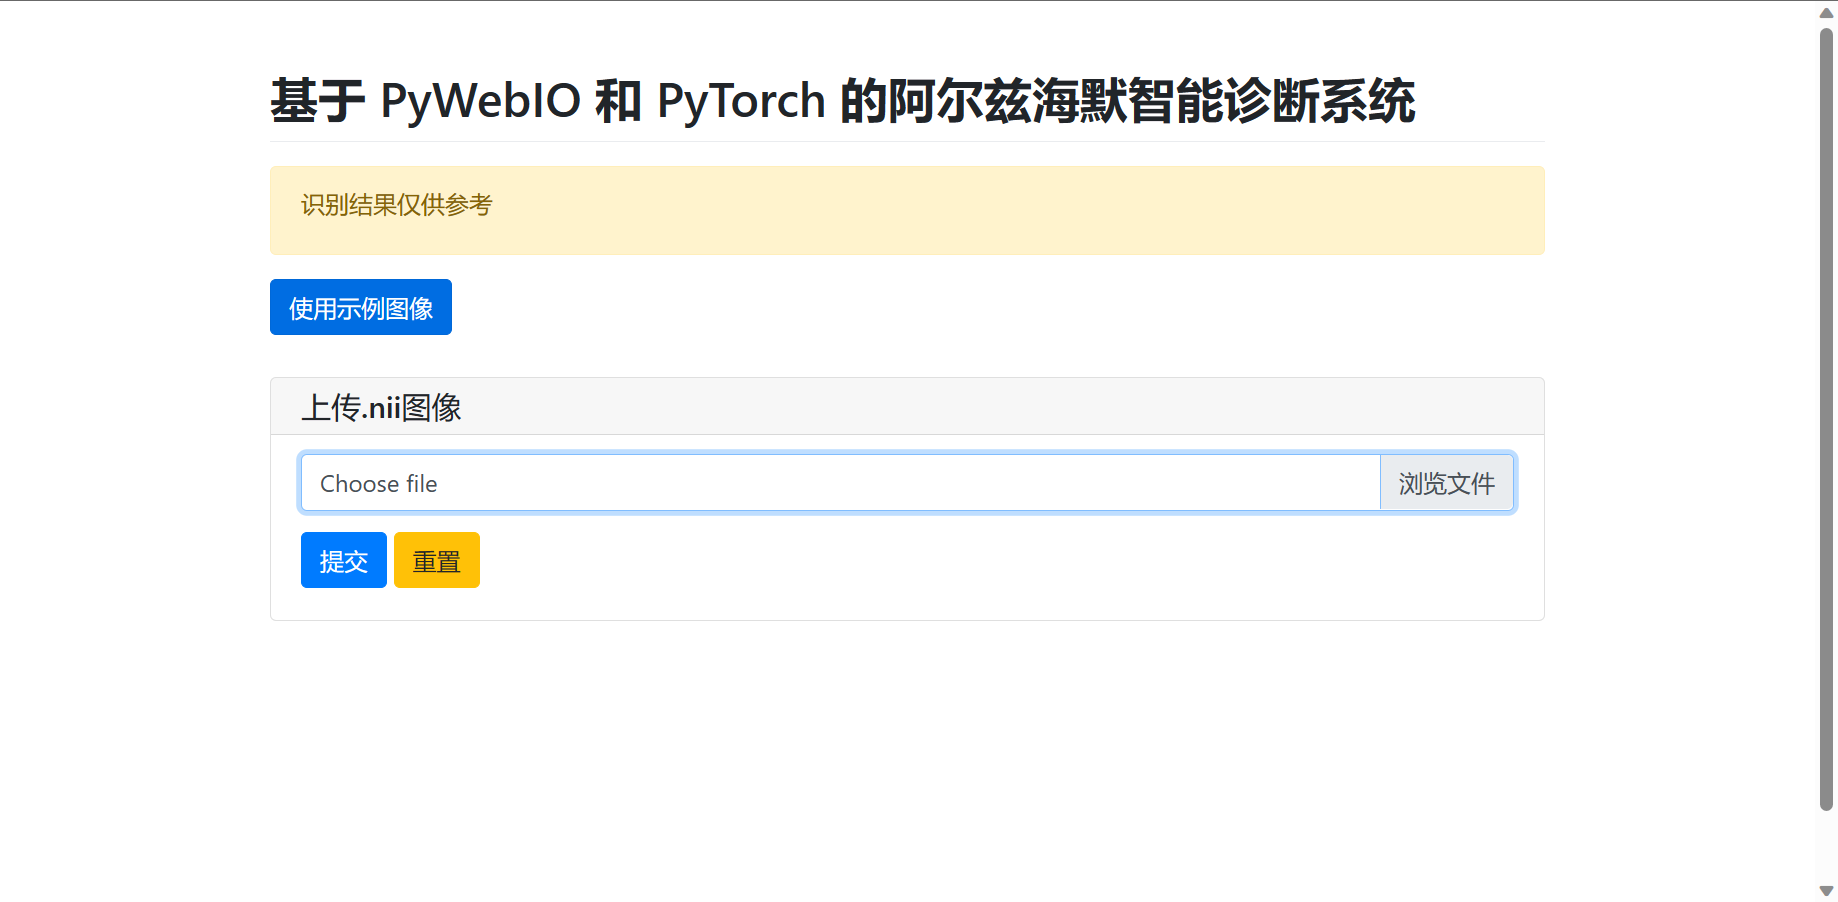 基于 PyWebIO 和 PyTorch 的阿尔兹海默智能诊断系统
识别结果仅供参考
使用示例图像
上传.nii图像
Choose file
浏览文件
提交 重置